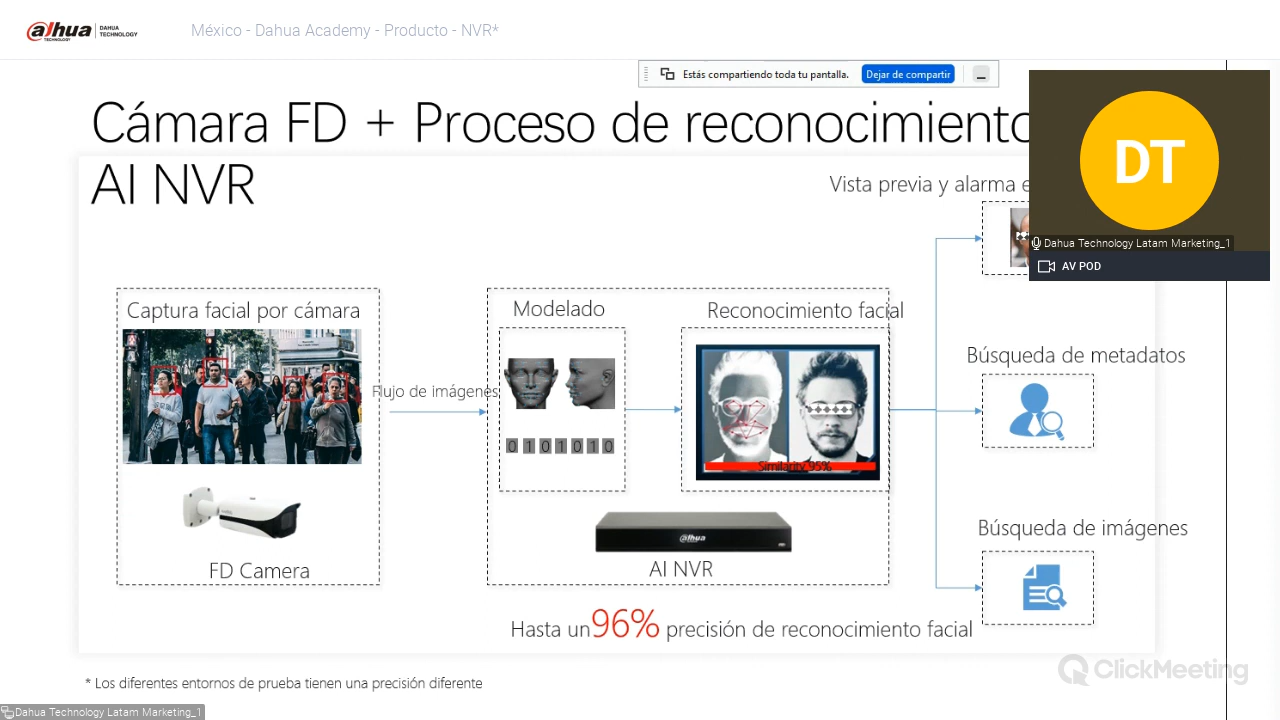 alhua
DAHUA
TECHNOLOGY
TECHNOLOGY
México - Dahua Academy - Producto - NVR*
Estás compartiendo toda tu pantalla.
Dejar de compartir
Cámara FD + Proceso de reconocimiento
AI NVR
DT
Dahua Technology Latam Marketing_1
AV POD
Vista previa y alarma e
Captura facial por cámara
Flujo de imágenes
FD Camera
Modelado
0 1 0 1 0 1 0
Reconocimiento facial
Similarity 95%
alhua
AI NVR
Búsqueda de metadatos
Búsqueda de imágenes
Hasta un 96% precisión de reconocimiento facial
* Los diferentes entornos de prueba tienen una precisión diferente
ClickMeeting
Dahua Technology Latam Marketing_1